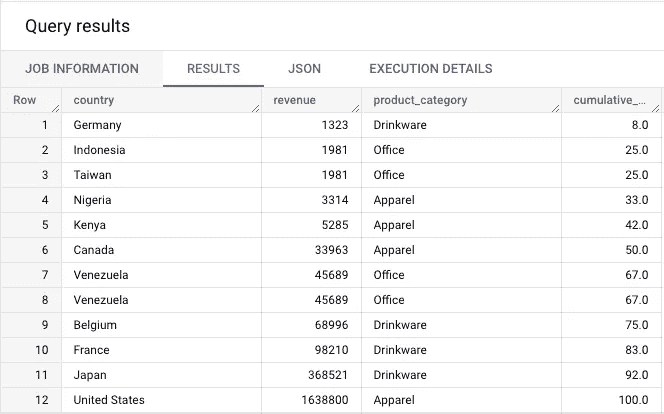 Query results
JOB INFORMATION RESULTS JSON EXECUTION DETAILS
Row country revenue product_category cumulative_...
1 Germany 1323 Drinkware 8.0
2 Indonesia 1981 Office 25.0
3 Taiwan 1981 Office 25.0
4 Nigeria 3314 Apparel 33.0
5 Kenya 5285 Apparel 42.0
6 Canada 33963 Apparel 50.0
7 Venezuela 45689 Office 67.0
8 Venezuela 45689 Office 67.0
9 Belgium 68996 Drinkware 75.0
10 France 98210 Drinkware 83.0
11 Japan 368521 Drinkware 92.0
12 United States 1638800 Apparel 100.0